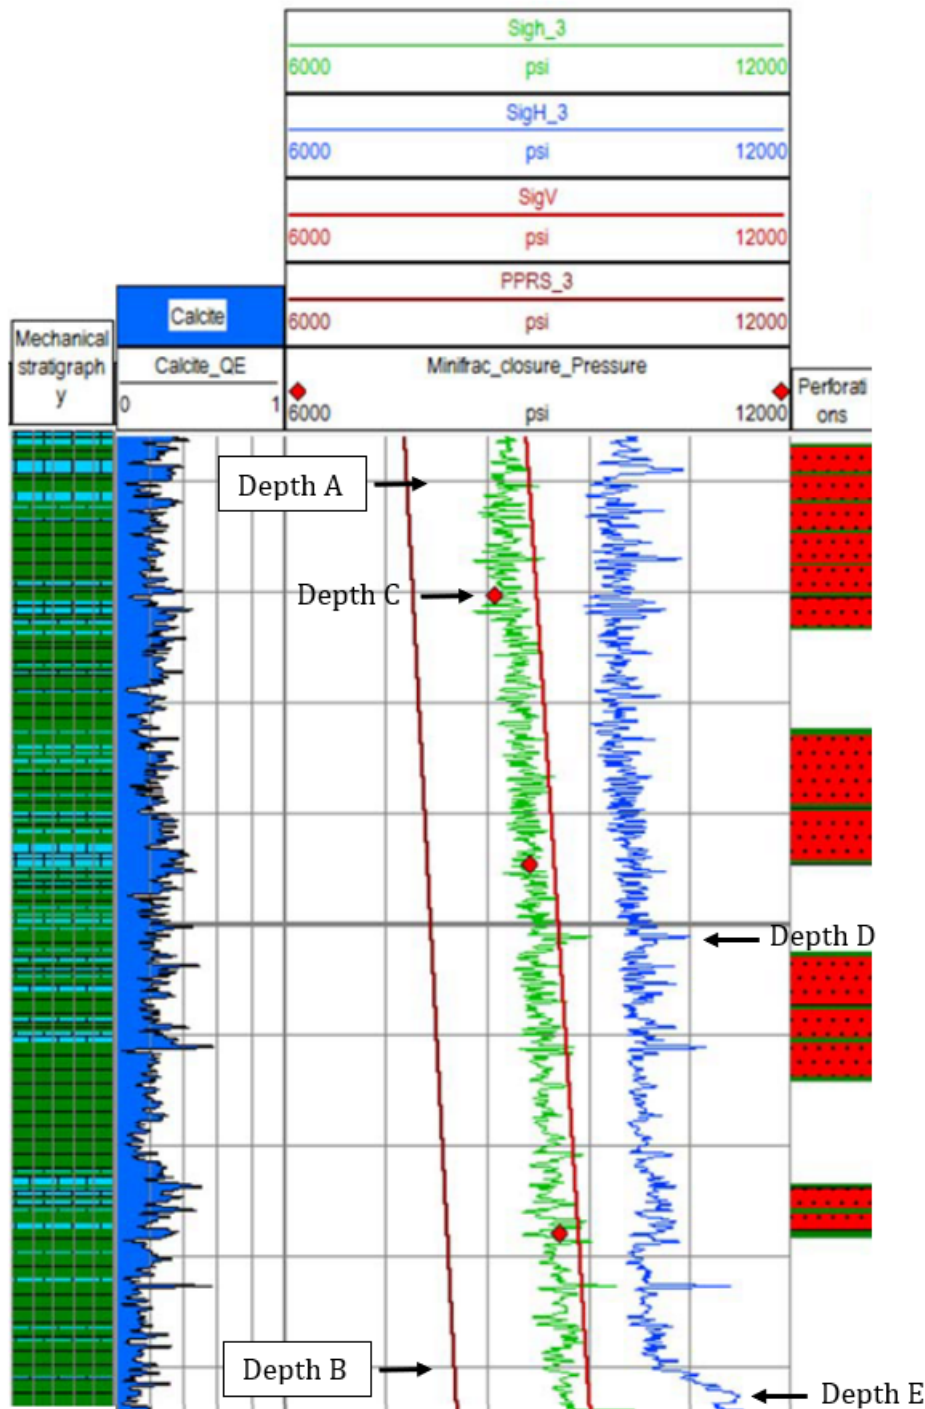 Sigh_3
6000 psi 12000
SigH_3
6000 psi 12000
SigV
6000 psi 12000
PPRS_3
6000 psi 12000
Calcite
Mechanical
stratigraph
y
Calcite_QE
0 1
Minifrac_closure_Pressure
6000 psi 12000
Perforati
ons
Depth A
Depth C
Depth D
Depth B
Depth E